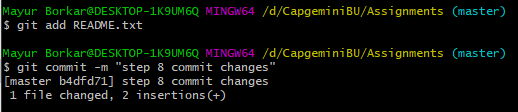 Mayur Borkar@DESKTOP-1K9UM6Q MINGW64 /d/CapgeminiBU/Assignments (master)
$ git add README.txt
Mayur Borkar@DESKTOP-1K9UM6Q MINGW64 /d/CapgeminiBU/Assignments (master)
$ git commit -m "step 8 commit changes"
[master b4dfd71] step 8 commit changes
 1 file changed, 2 insertions(+)